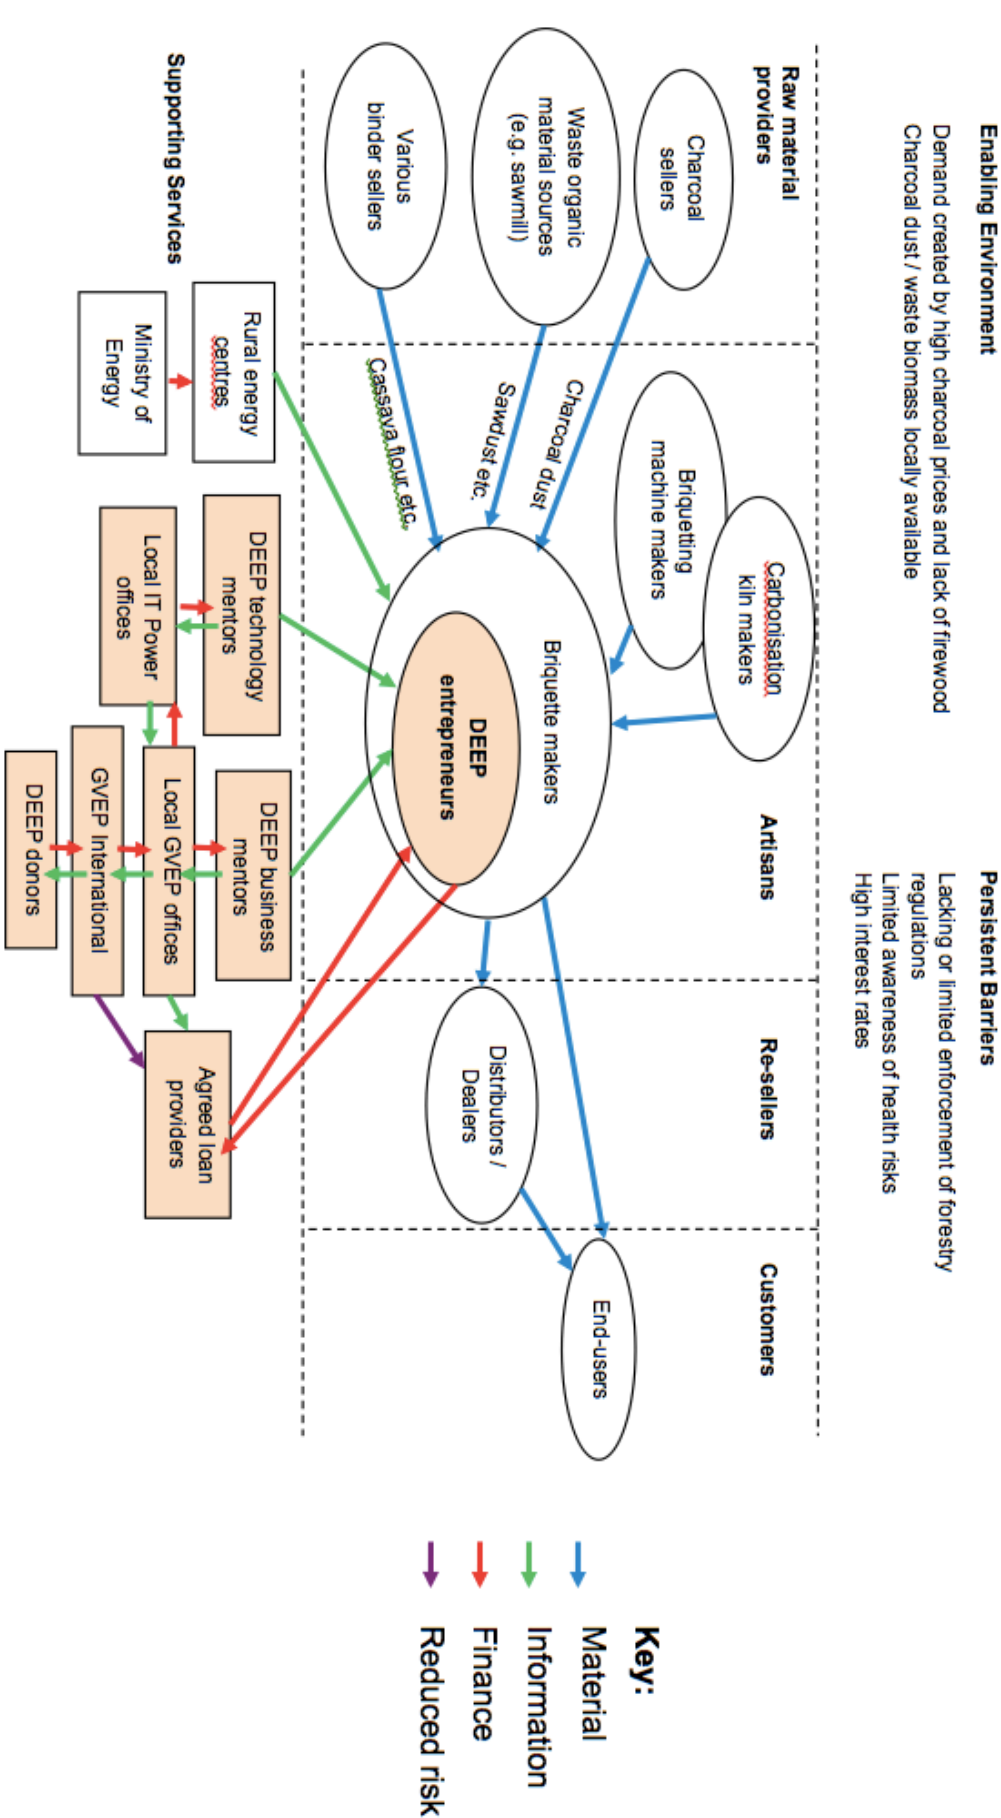 Enabling Environment
Demand created by high charcoal prices and lack of firewood
Charcoal dust / waste biomass locally available
Persistent Barriers
Lacking or limited enforcement of forestry
regulations
Limited awareness of health risks
High interest rates
Raw material
providers
Artisans
Re-sellers
Customers
Charcoal
sellers
Waste organic
material sources
(e.g. sawmill)
Various
binder sellers
Charcoal dust
Sawdust etc.
Cassava flour etc.
Carbonisation
kiln makers
Briquetting
machine makers
Briquette makers
DEEP
entrepreneurs
Distributors /
Dealers
End-users
Supporting Services
Rural energy
centres
Ministry of
Energy
DEEP technology
mentors
Local IT Power
offices
DEEP business
mentors
Local GVEP offices
GVEP International
DEEP donors
Agreed loan
providers
Key:
Material
Information
Finance
Reduced risk